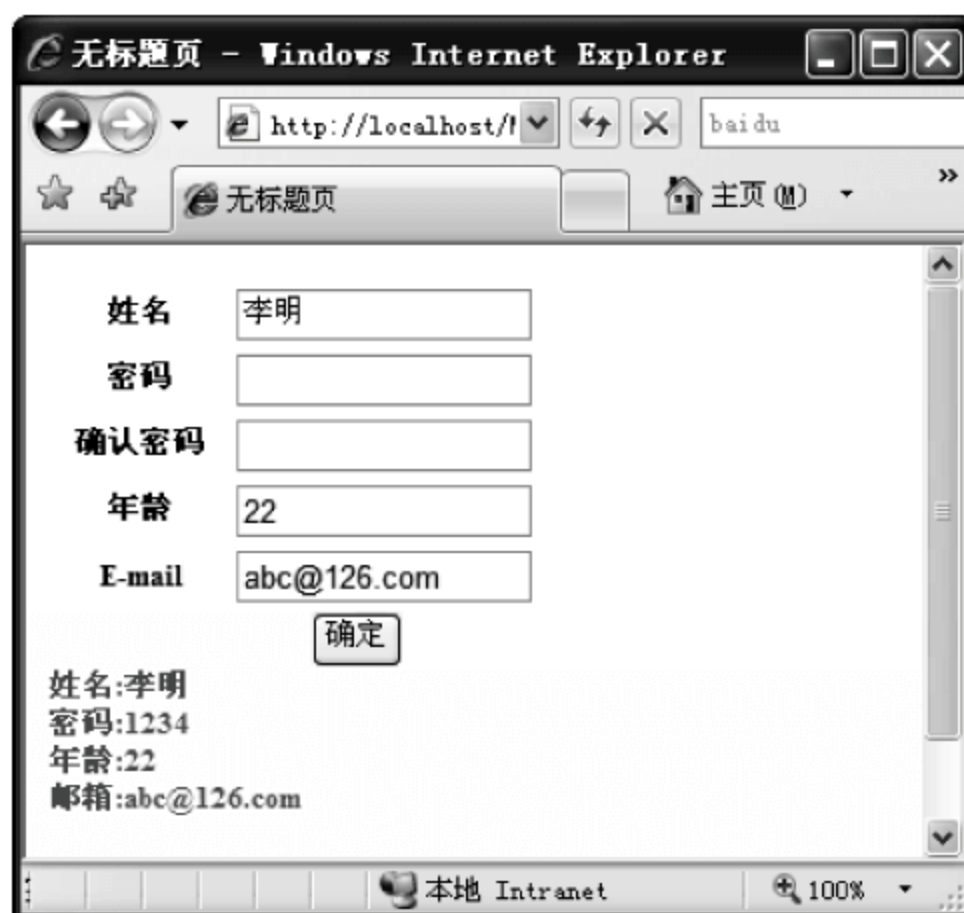 无标题页 - Windows Internet Explorer
http://localhost/
baidu
无标题页
主页(M)
»
姓名 李明
密码
确认密码
年龄 22
E-mail abc@126.com
确定
姓名:李明
密码:1234
年龄:22
邮箱:abc@126.com
本地 Intranet
100%